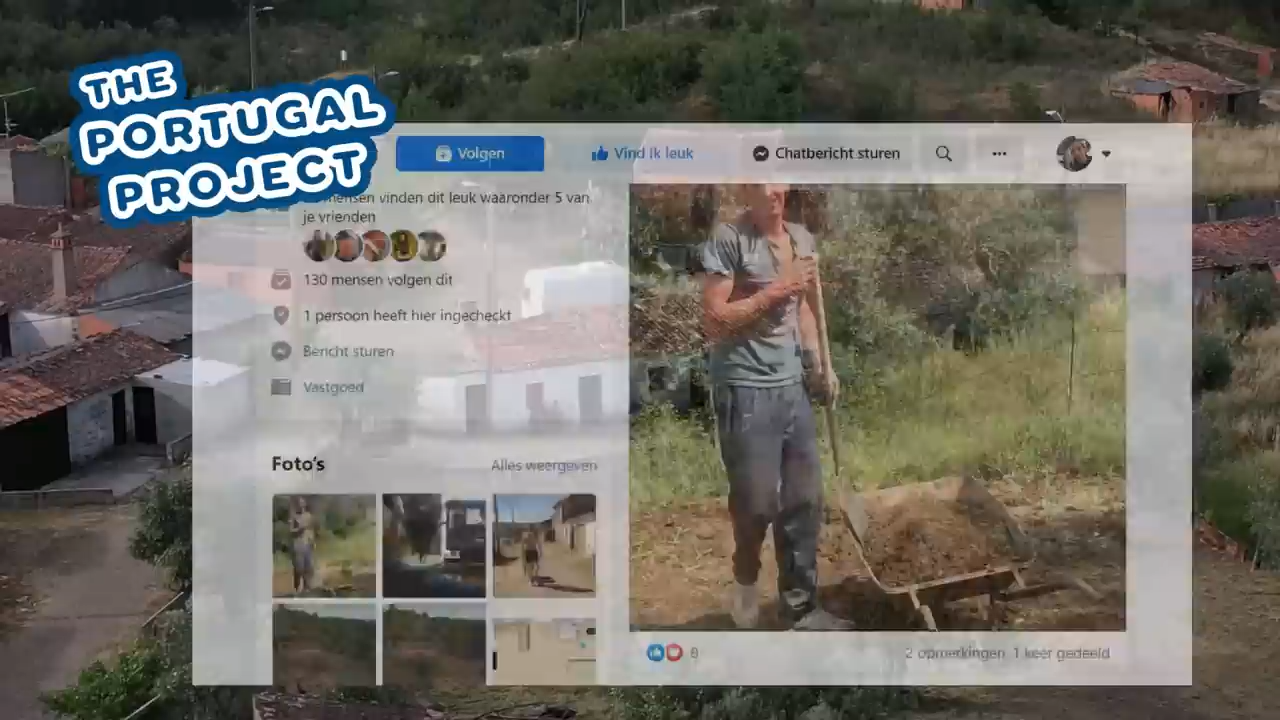 THE
PORTUGAL
PROJECT
Volgen
Vind ik leuk
Chatbericht sturen
mensen vinden dit leuk waaronder 5 van
je vrienden
130 mensen volgen dit
1 persoon heeft hier ingecheckt
Bericht sturen
Vastgoed
Foto's
Alles weergeven
8
2 opmerkingen 1 keer gedeeld